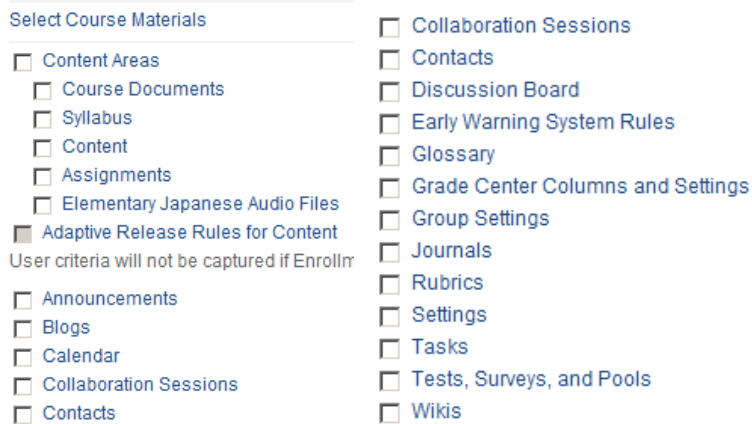 Select Course Materials
Content Areas
Course Documents
Syllabus
Content
Assignments
Elementary Japanese Audio Files
Adaptive Release Rules for Content
User criteria will not be captured if
Announcements
Blogs
Calendar
Collaboration Sessions
Contacts
Collaboration Sessions
Contacts
Discussion Board
Early Warning System Rules
Glossary
Grade Center Columns and Settings
Group Settings
Journals
Rubrics
Settings
Tasks
Tests, Surveys, and Pools
Wikis